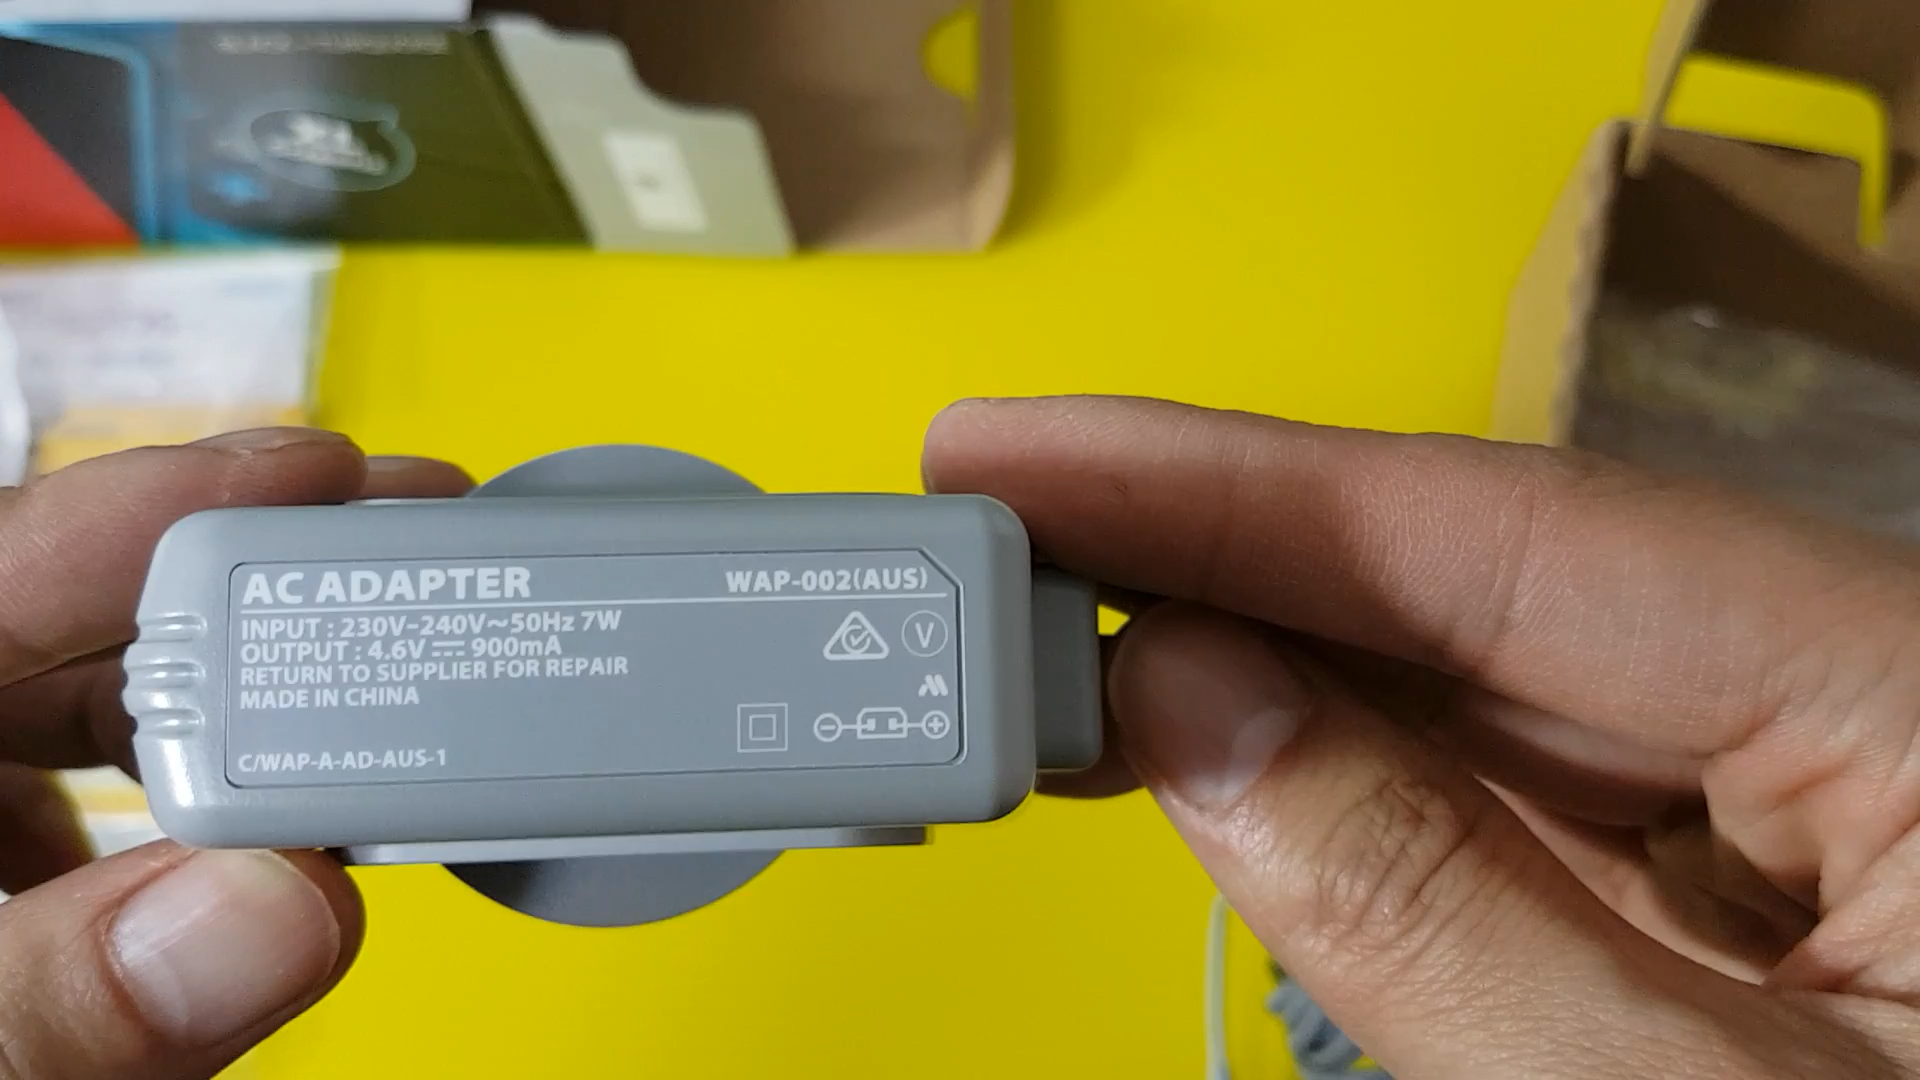 AC ADAPTER
WAP-002(AUS)
INPUT : 230V-240V~50Hz 7W
OUTPUT : 4.6V ⎓ 900mA
RETURN TO SUPPLIER FOR REPAIR
MADE IN CHINA
V
C/WAP-A-AD-AUS-1